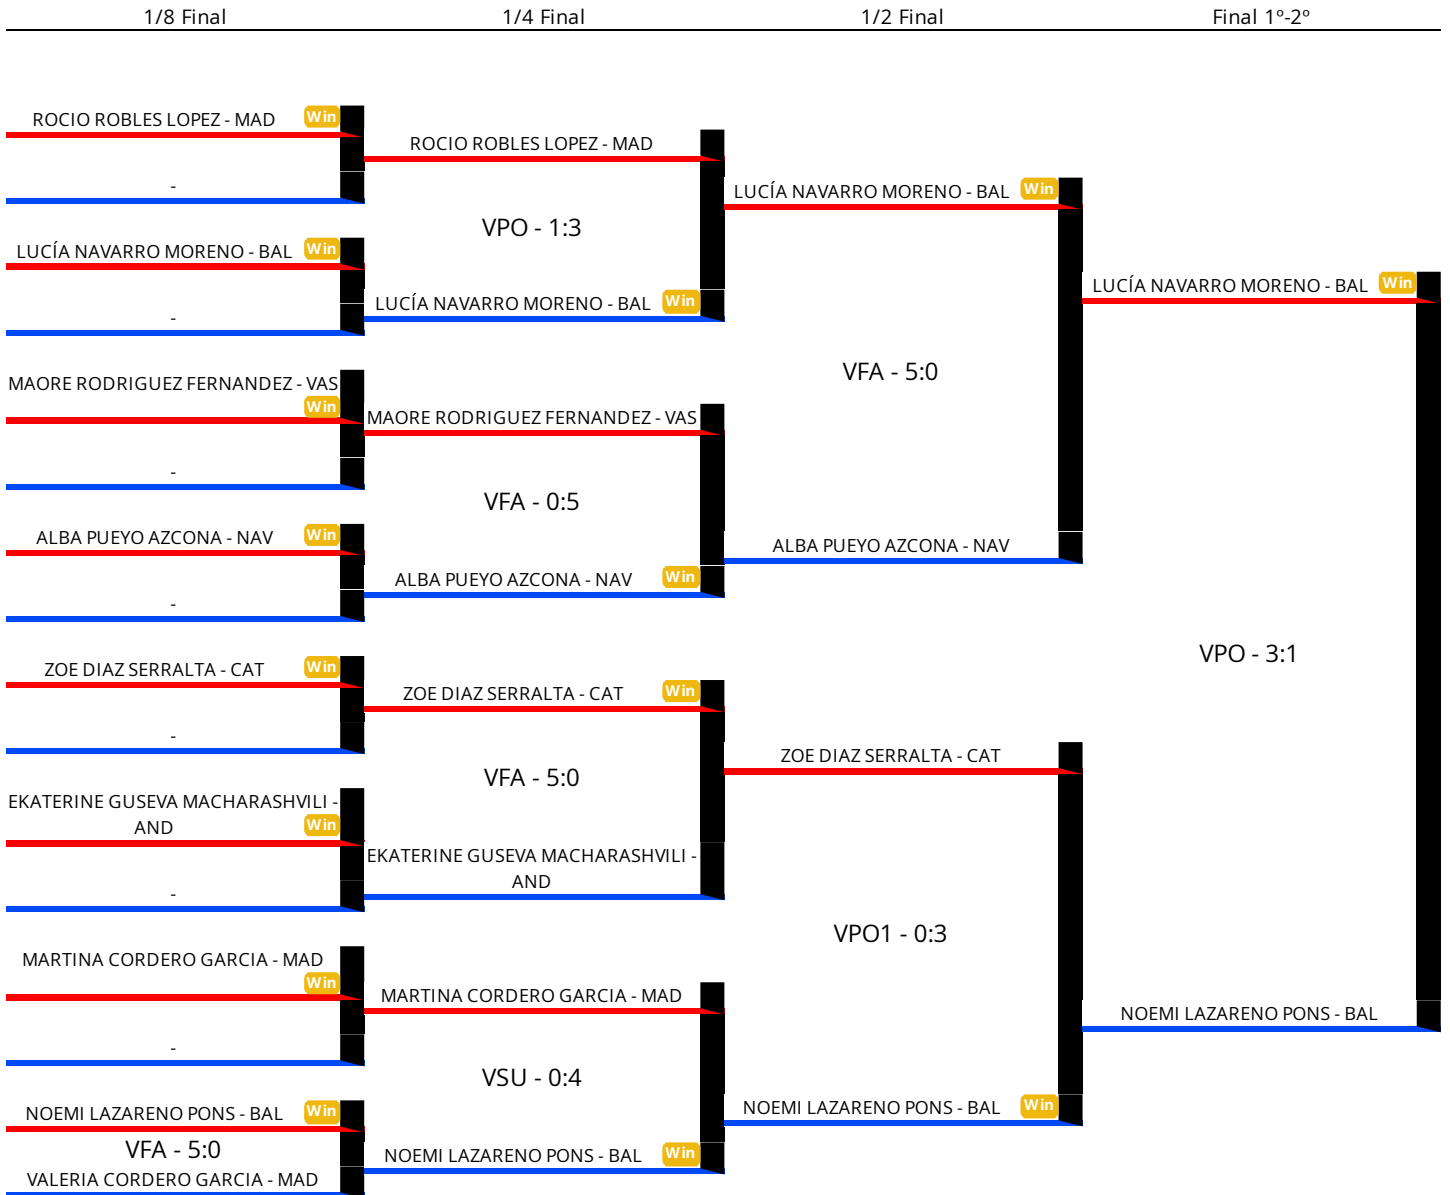 1/8 Final
1/4 Final
1/2 Final
Final 1º-2º
ROCIO ROBLES LOPEZ - MAD Win
-
LUCÍA NAVARRO MORENO - BAL Win
-
MAORE RODRIGUEZ FERNANDEZ - VAS
Win
-
ALBA PUEYO AZCONA - NAV Win
-
ZOE DIAZ SERRALTA - CAT Win
-
EKATERINE GUSEVA MACHARASHVILI -
AND Win
-
MARTINA CORDERO GARCIA - MAD
Win
-
NOEMI LAZARENO PONS - BAL Win
VFA - 5:0
VALERIA CORDERO GARCIA - MAD
ROCIO ROBLES LOPEZ - MAD
VPO - 1:3
LUCÍA NAVARRO MORENO - BAL Win
MAORE RODRIGUEZ FERNANDEZ - VAS
VFA - 0:5
ALBA PUEYO AZCONA - NAV Win
ZOE DIAZ SERRALTA - CAT Win
VFA - 5:0
EKATERINE GUSEVA MACHARASHVILI -
AND
MARTINA CORDERO GARCIA - MAD
VSU - 0:4
NOEMI LAZARENO PONS - BAL Win
LUCÍA NAVARRO MORENO - BAL Win
VFA - 5:0
ALBA PUEYO AZCONA - NAV
ZOE DIAZ SERRALTA - CAT
VPO1 - 0:3
NOEMI LAZARENO PONS - BAL Win
LUCÍA NAVARRO MORENO - BAL Win
VPO - 3:1
NOEMI LAZARENO PONS - BAL